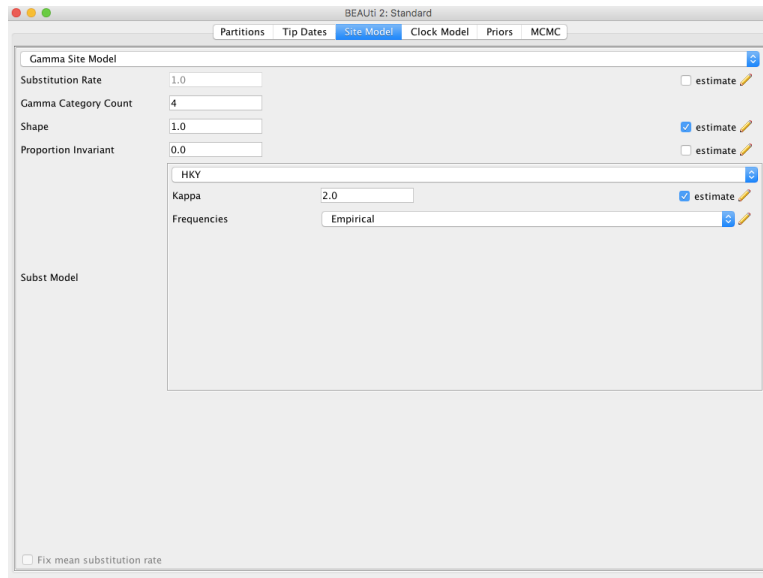 BEAUti 2: Standard
Partitions Tip Dates Site Model Clock Model Priors MCMC
Gamma Site Model
Substitution Rate 1.0 estimate
Gamma Category Count 4
Shape 1.0 estimate
Proportion Invariant 0.0 estimate
HKY
Kappa 2.0 estimate
Frequencies Empirical
Subst Model
Fix mean substitution rate